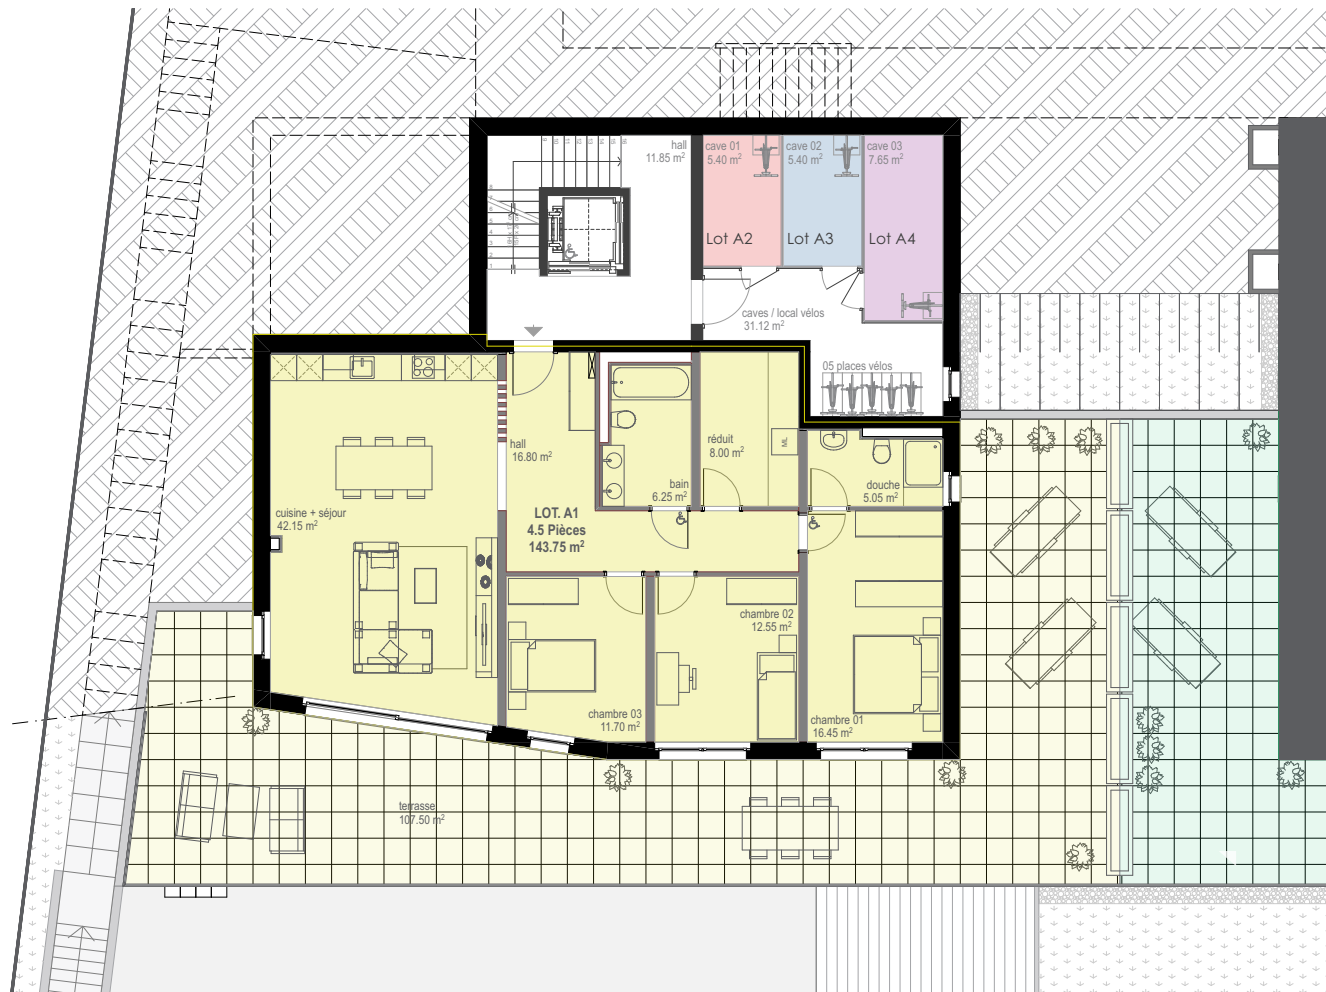 hall
11.85 m²
cave 01
5.40 m²
cave 02
5.40 m²
cave 03
7.65 m²
Lot A2
Lot A3
Lot A4
caves / local vélos
31.12 m²
05 places vélos
hall
16.80 m²
réduit
8.00 m²
ML
bain
6.25 m²
douche
5.05 m²
cuisine + séjour
42.15 m²
LOT. A1
4.5 Pièces
143.75 m²
chambre 02
12.55 m²
chambre 03
11.70 m²
chambre 01
16.45 m²
terrasse
107.50 m²